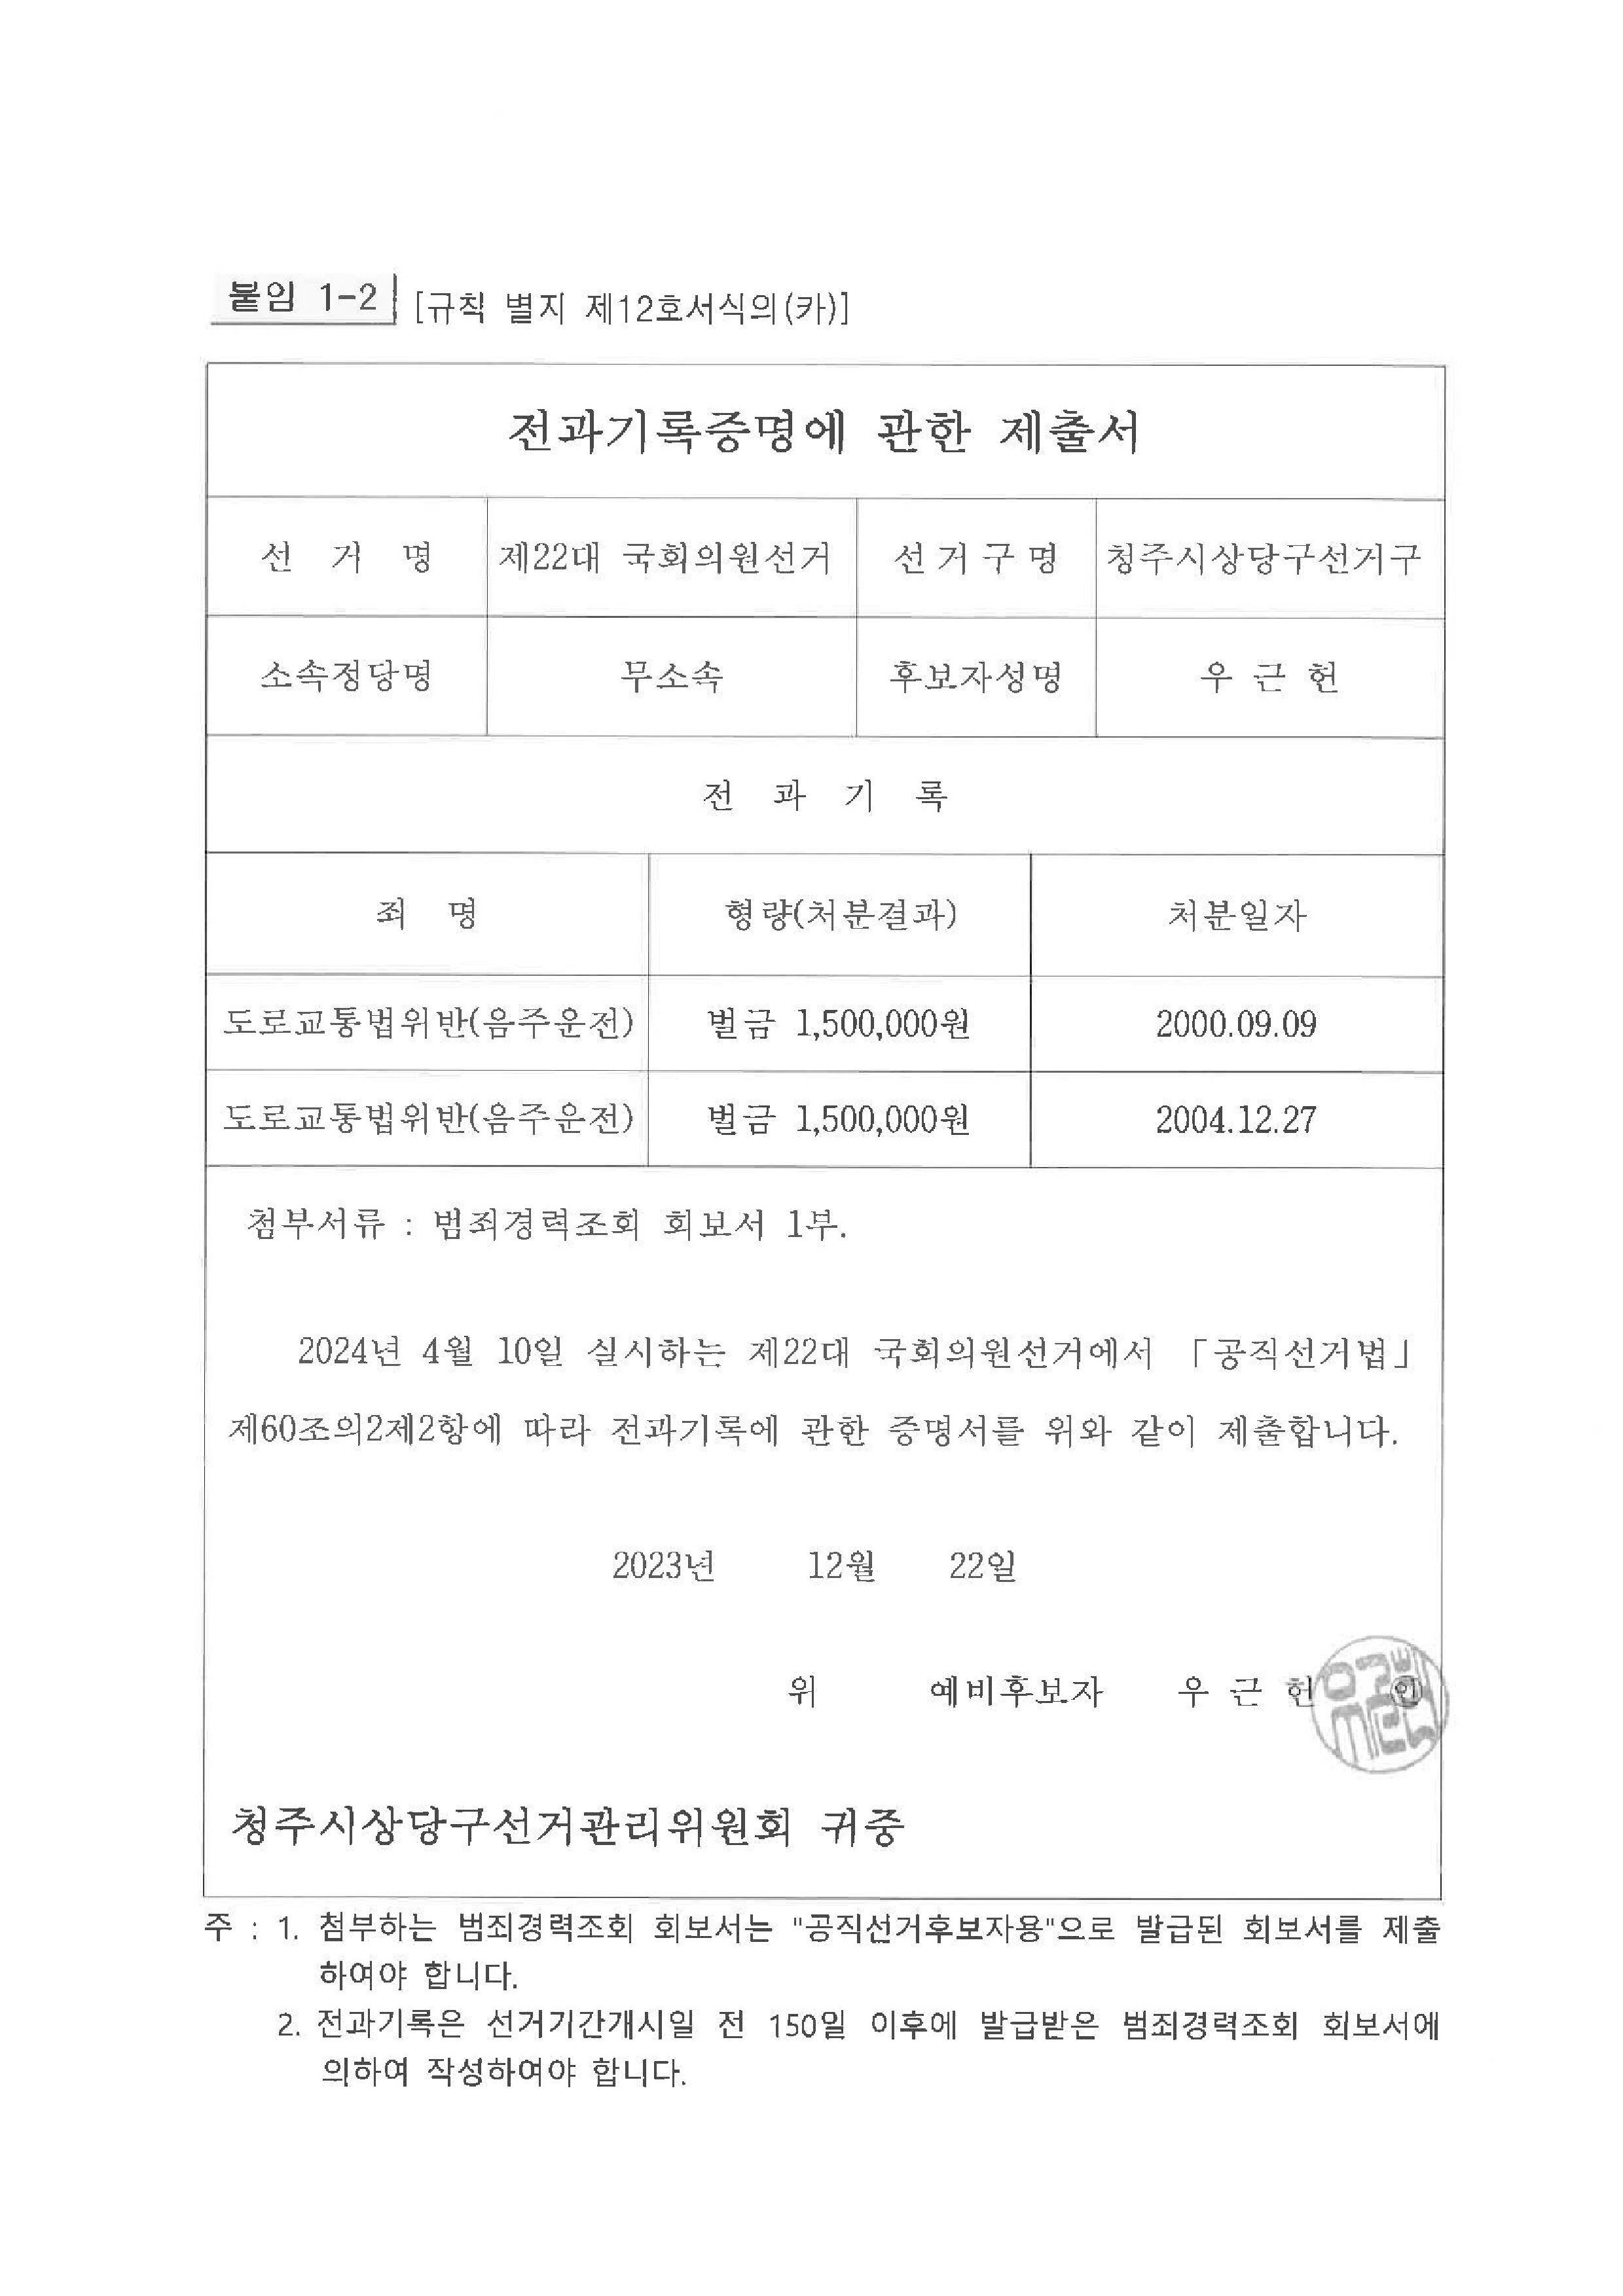 붙임 1-2 [규칙 별지 제12호서식의(카)]
전과기록증명에 관한 제출서
선 거 명 제22대 국회의원선거 선거구명 청주시상당구선거구
소속정당명 무소속 후보자성명 우 근 헌
전 과 기 록
죄 명 형량(처분결과) 처분일자
도로교통법위반(음주운전) 벌금 1,500,000원 2000.09.09
도로교통법위반(음주운전) 벌금 1,500,000원 2004.12.27
첨부서류 : 범죄경력조회 회보서 1부.
2024년 4월 10일 실시하는 제22대 국회의원선거에서 「공직선거법」
제60조의2제2항에 따라 전과기록에 관한 증명서를 위와 같이 제출합니다.
2023년 12월 22일
위 예비후보자 우 근 헌 ㊞
청주시상당구선거관리위원회 귀중
주 : 1. 첨부하는 범죄경력조회 회보서는 "공직선거후보자용"으로 발급된 회보서를 제출
하여야 합니다.
2. 전과기록은 선거기간개시일 전 150일 이후에 발급받은 범죄경력조회 회보서에
의하여 작성하여야 합니다.